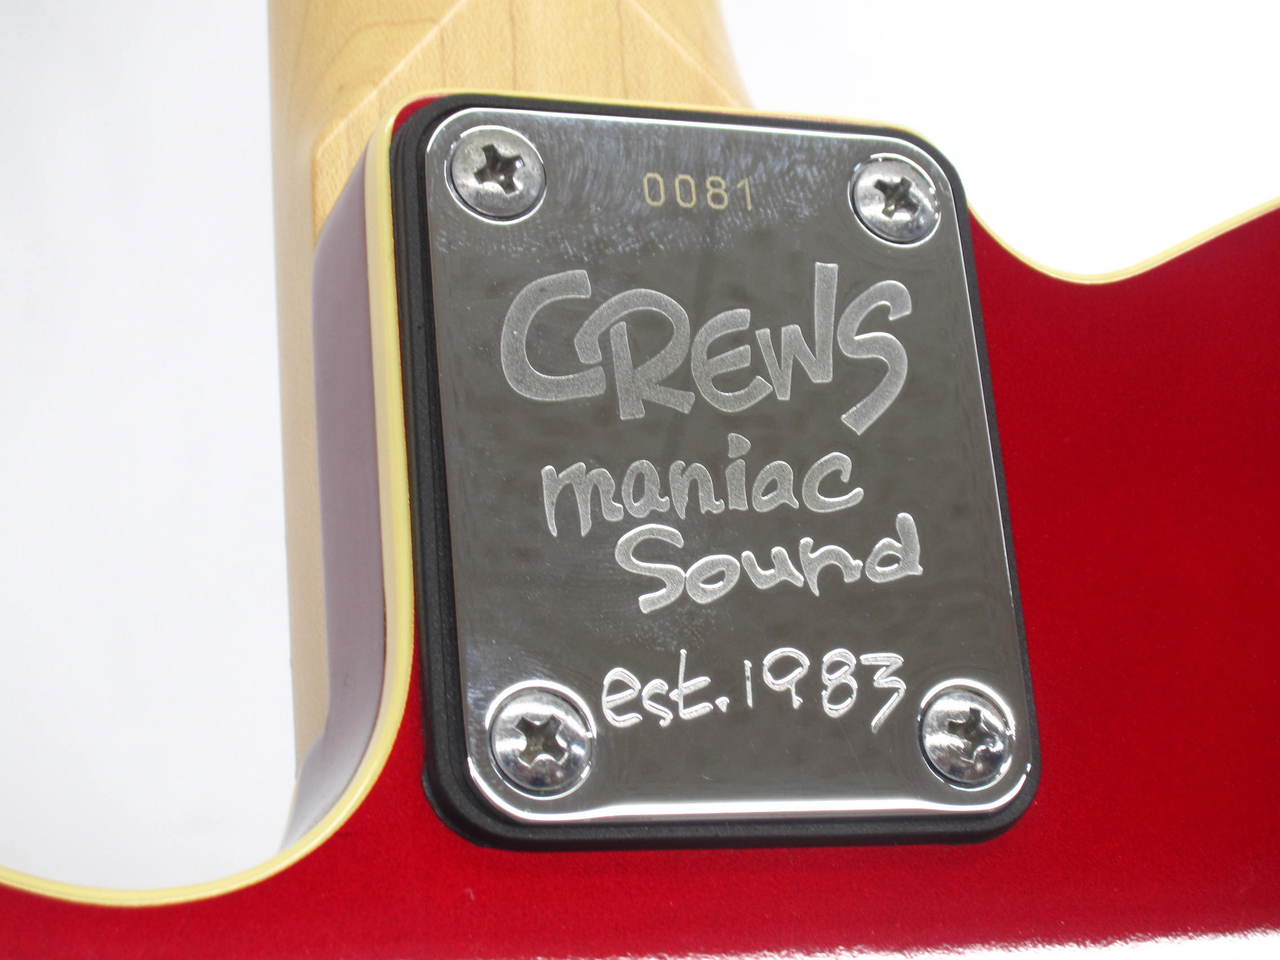 0081
CREWS
maniac
Sound
est.1983